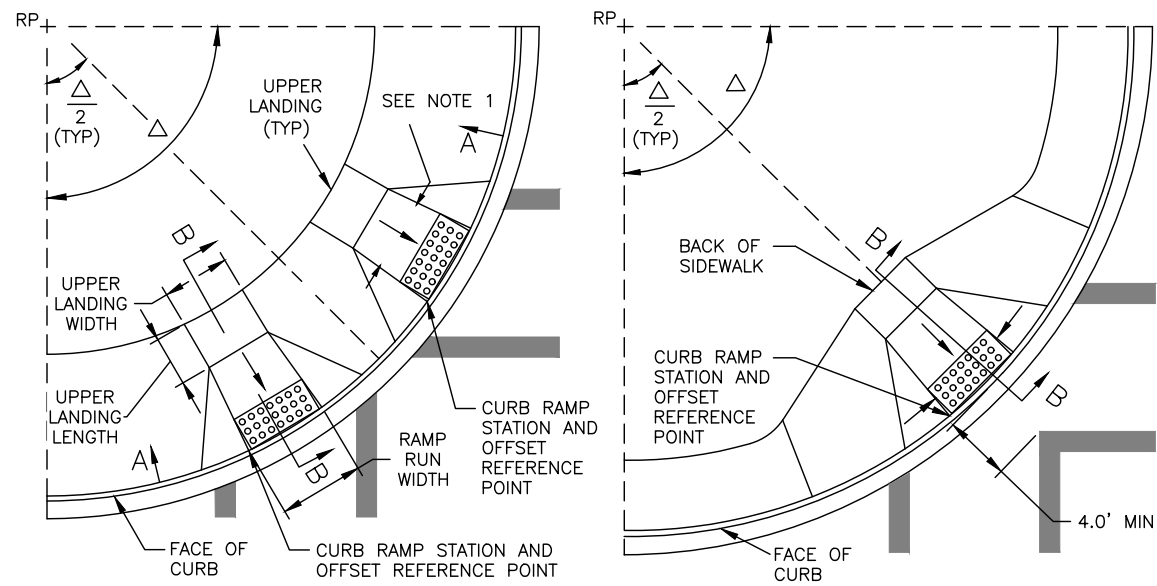 RP
△
2
(TYP)
△
UPPER
LANDING
(TYP)
SEE NOTE 1
A
B
UPPER
LANDING
WIDTH
UPPER
LANDING
LENGTH
A
B
RAMP
RUN
WIDTH
CURB RAMP
STATION AND
OFFSET
REFERENCE
POINT
FACE OF
CURB
CURB RAMP STATION AND
OFFSET REFERENCE POINT
RP
△
2
(TYP)
△
BACK OF
SIDEWALK
B
CURB RAMP
STATION AND
OFFSET
REFERENCE
POINT
B
4.0' MIN
FACE OF
CURB